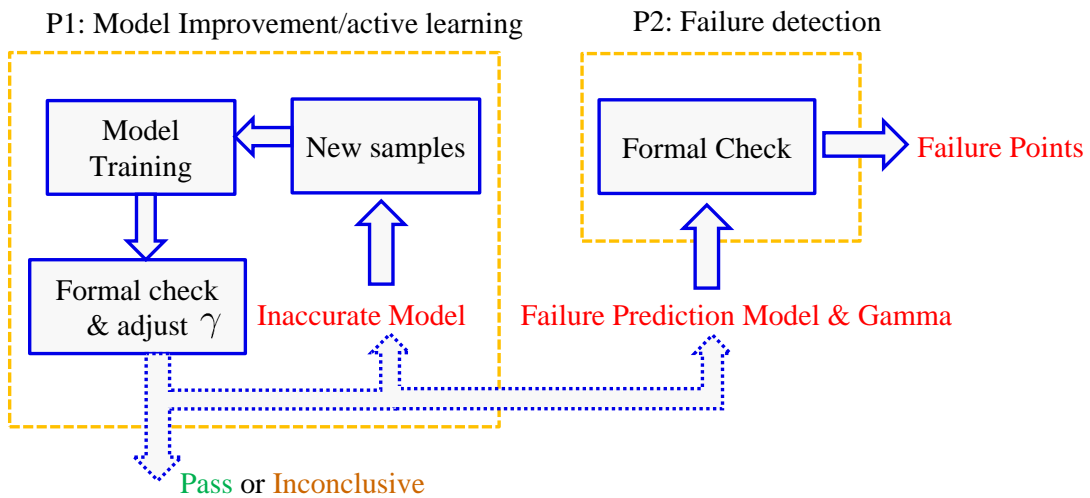 P1: Model Improvement/active learning
P2: Failure detection
Model
Training
New samples
Formal Check
Failure Points
Formal check
& adjust γ
Inaccurate Model
Failure Prediction Model & Gamma
Pass or Inconclusive